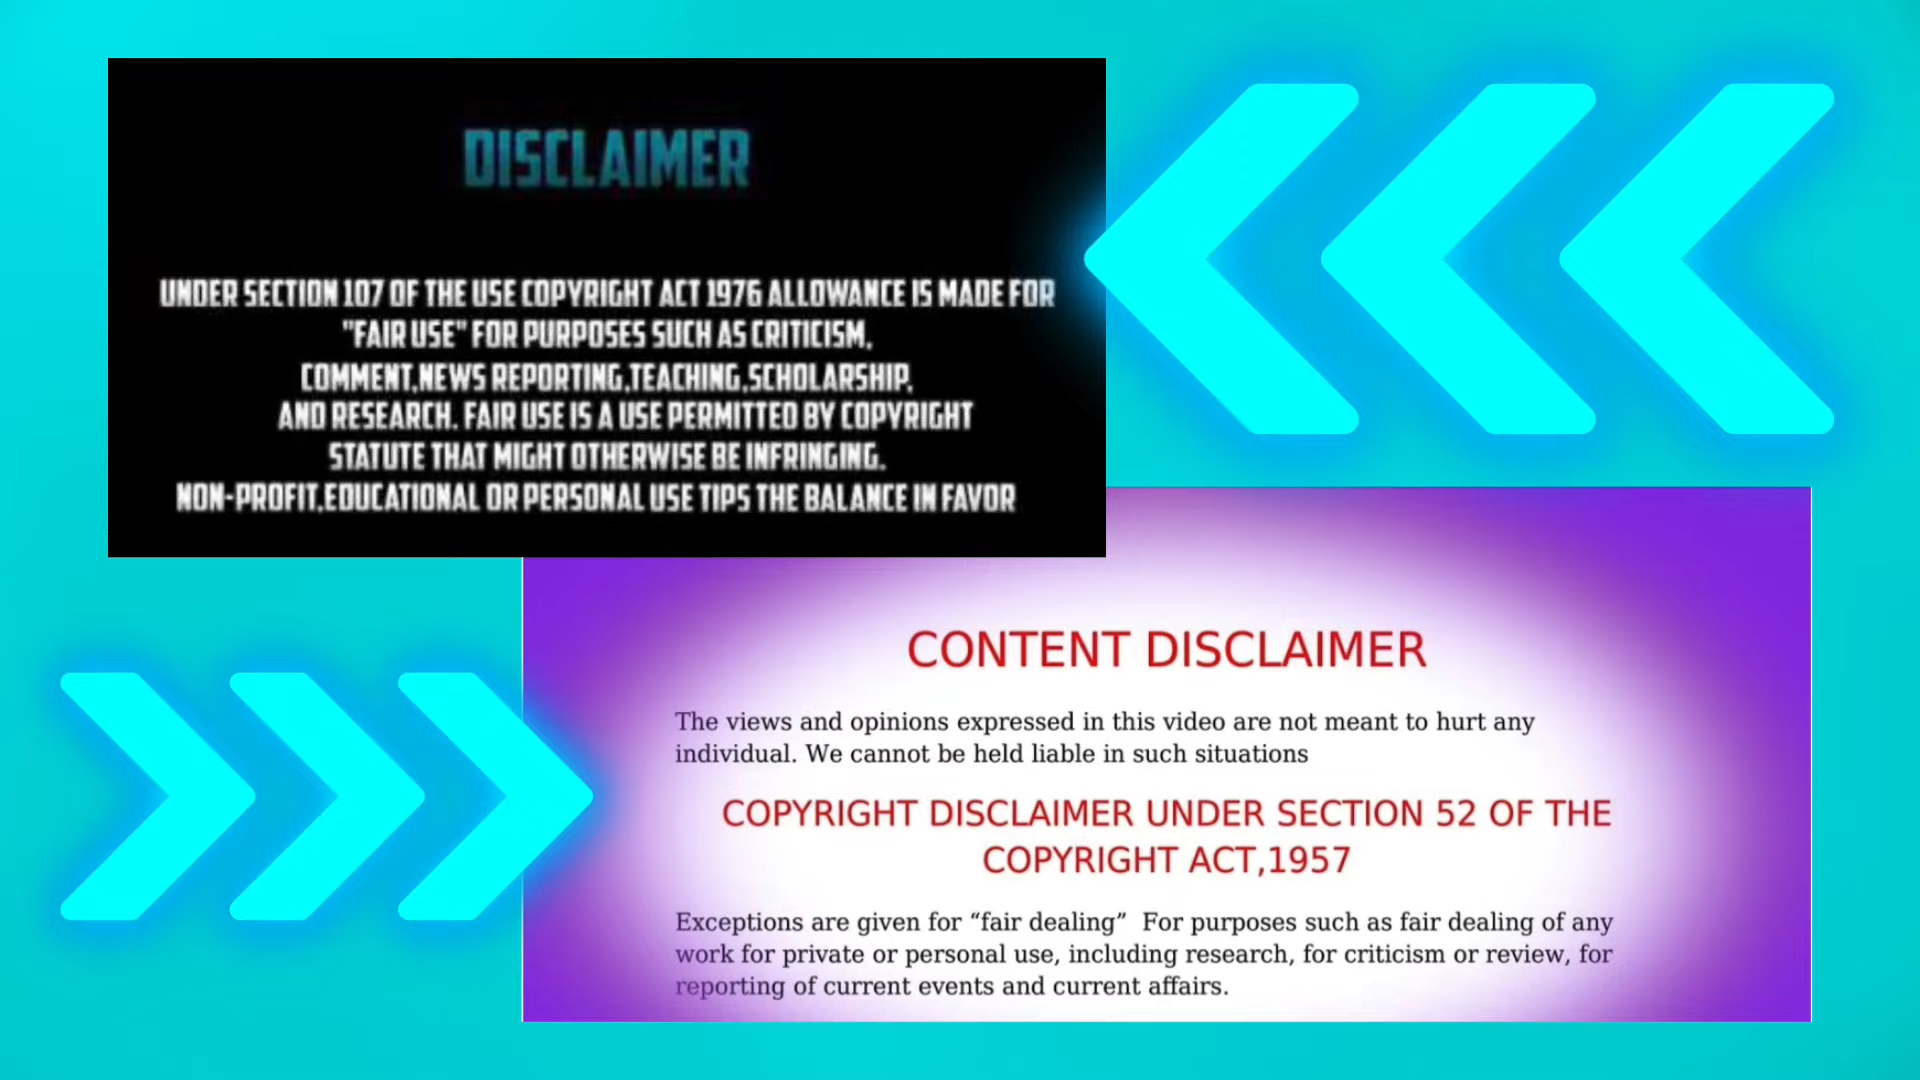 DISCLAIMER
UNDER SECTION 107 OF THE USE COPYRIGHT ACT 1976 ALLOWANCE IS MADE FOR
"FAIR USE" FOR PURPOSES SUCH AS CRITICISM,
COMMENT,NEWS REPORTING,TEACHING,SCHOLARSHIP,
AND RESEARCH. FAIR USE IS A USE PERMITTED BY COPYRIGHT
STATUTE THAT MIGHT OTHERWISE BE INFRINGING.
NON-PROFIT,EDUCATIONAL OR PERSONAL USE TIPS THE BALANCE IN FAVOR
CONTENT DISCLAIMER
The views and opinions expressed in this video are not meant to hurt any
individual. We cannot be held liable in such situations
COPYRIGHT DISCLAIMER UNDER SECTION 52 OF THE
COPYRIGHT ACT,1957
Exceptions are given for “fair dealing”  For purposes such as fair dealing of any
work for private or personal use, including research, for criticism or review, for
reporting of current events and current affairs.